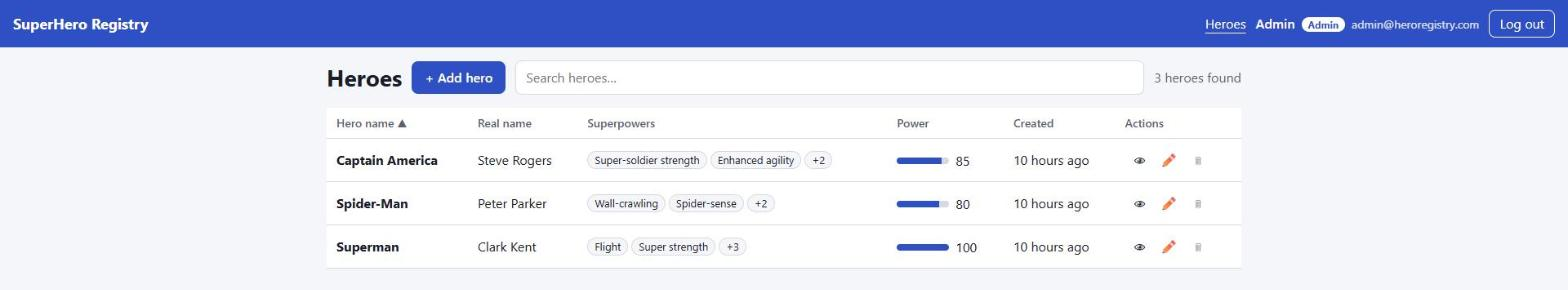 SuperHero Registry Heroes Admin Admin admin@heroregistry.com Log out
Heroes + Add hero Search heroes... 3 heroes found
Hero name ▲ Real name Superpowers Power Created Actions
Captain America Steve Rogers Super-soldier strength Enhanced agility +2 85 10 hours ago
Spider-Man Peter Parker Wall-crawling Spider-sense +2 80 10 hours ago
Superman Clark Kent Flight Super strength +3 100 10 hours ago